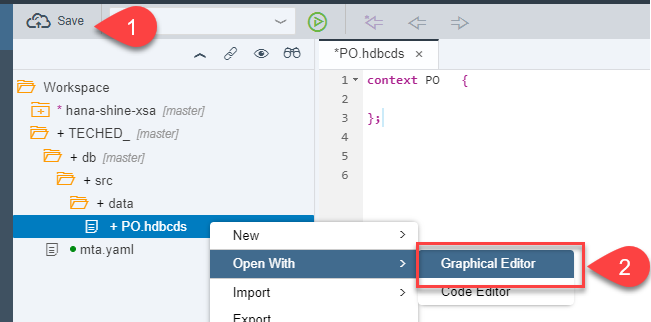 Save
1
*PO.hdbcds ×
1 context PO {
2
3 };
4
5
6
Workspace
* hana-shine-xsa [master]
+ TECHED_ [master]
+ db [master]
+ src
+ data
+ PO.hdbcds
mta.yaml
New
Open With
Import
Export
Graphical Editor
Code Editor
2